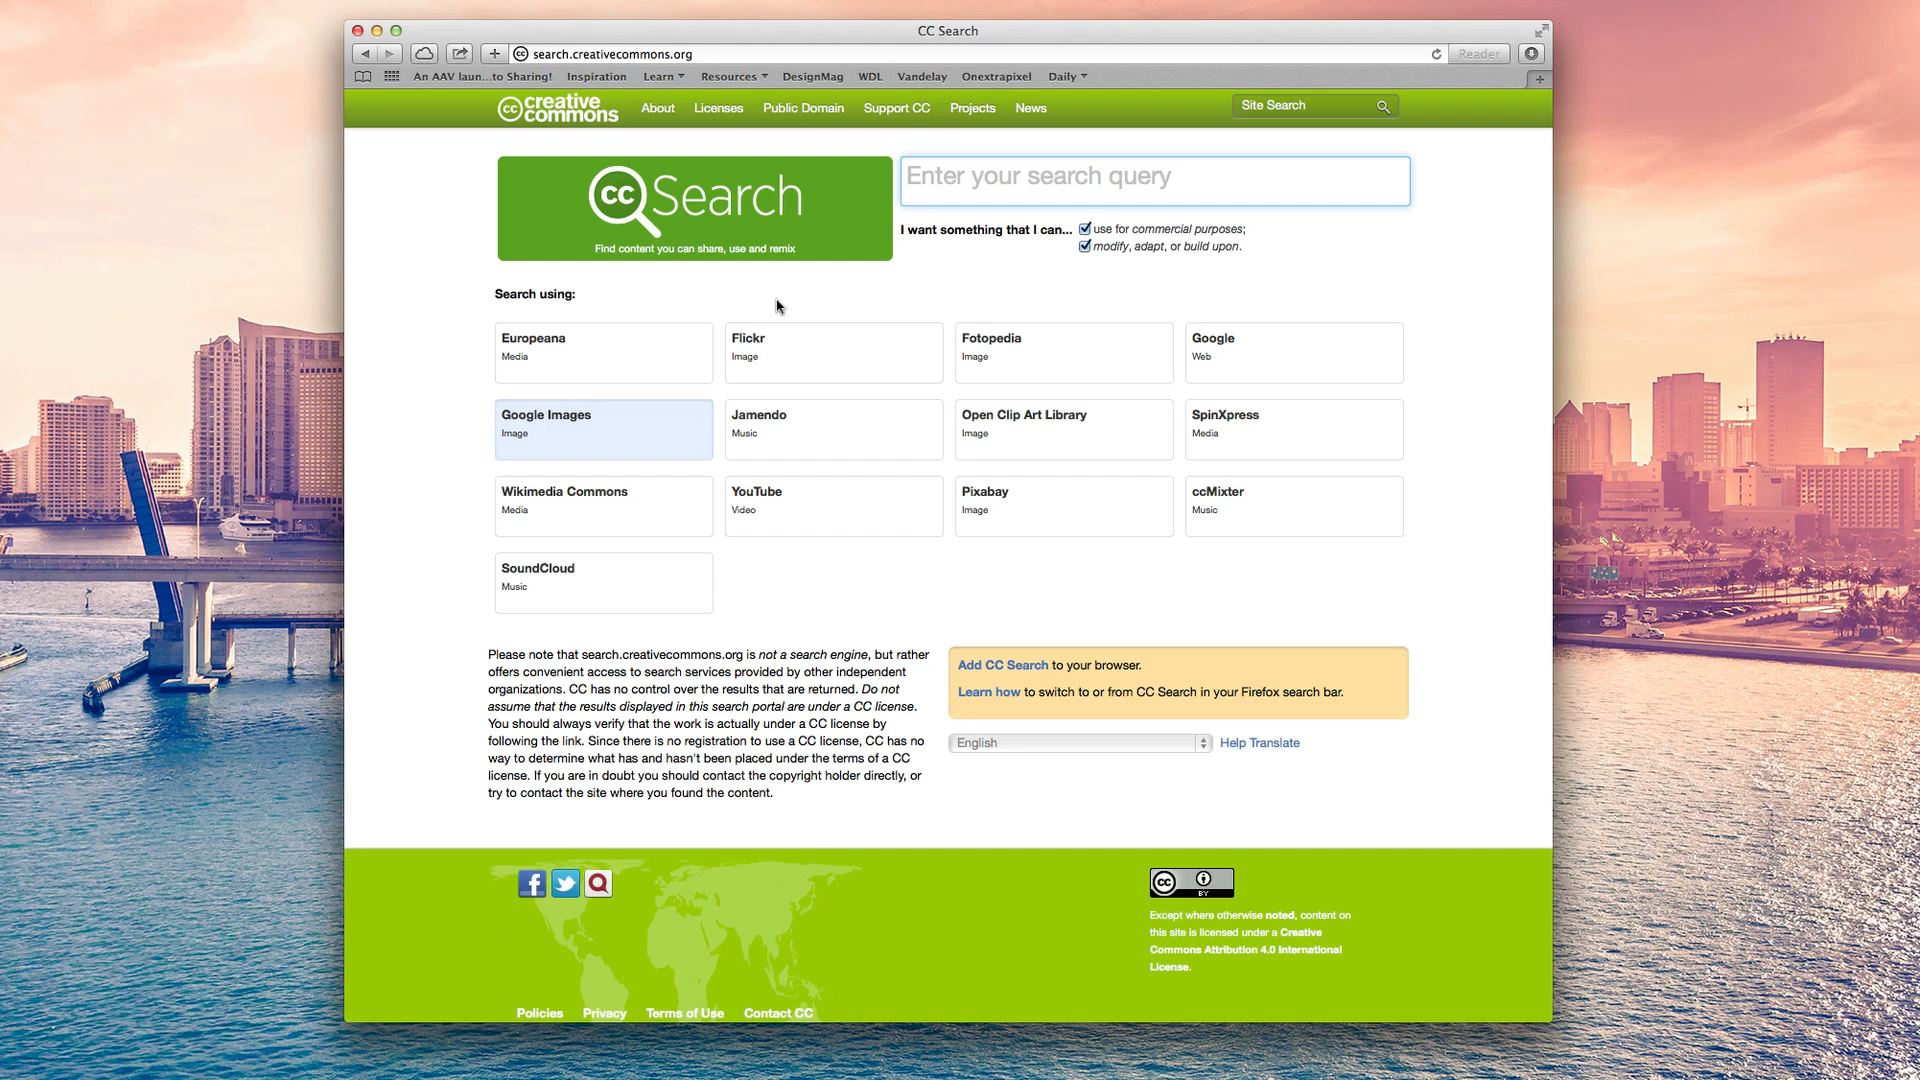 CC Search
search.creativecommons.org
Reader
An AAV laun...to Sharing!
Inspiration
Learn
Resources
DesignMag
WDL
Vandelay
Onextrapixel
Daily
cc creative commons
About
Licenses
Public Domain
Support CC
Projects
News
Site Search
cc Search
Find content you can share, use and remix
Enter your search query
I want something that I can...
use for commercial purposes;
modify, adapt, or build upon.
Search using:
Europeana
Media
Flickr
Image
Fotopedia
Image
Google
Web
Google Images
Image
Jamendo
Music
Open Clip Art Library
Image
SpinXpress
Media
Wikimedia Commons
Media
YouTube
Video
Pixabay
Image
ccMixter
Music
SoundCloud
Music
Please note that search.creativecommons.org is not a search engine, but rather
offers convenient access to search services provided by other independent
organizations. CC has no control over the results that are returned. Do not
assume that the results displayed in this search portal are under a CC license.
You should always verify that the work is actually under a CC license by
following the link. Since there is no registration to use a CC license, CC has no
way to determine what has and hasn't been placed under the terms of a CC
license. If you are in doubt you should contact the copyright holder directly, or
try to contact the site where you found the content.
Add CC Search to your browser.
Learn how to switch to or from CC Search in your Firefox search bar.
English
Help Translate
cc BY
Except where otherwise noted, content on
this site is licensed under a Creative
Commons Attribution 4.0 International
License.
Policies
Privacy
Terms of Use
Contact CC